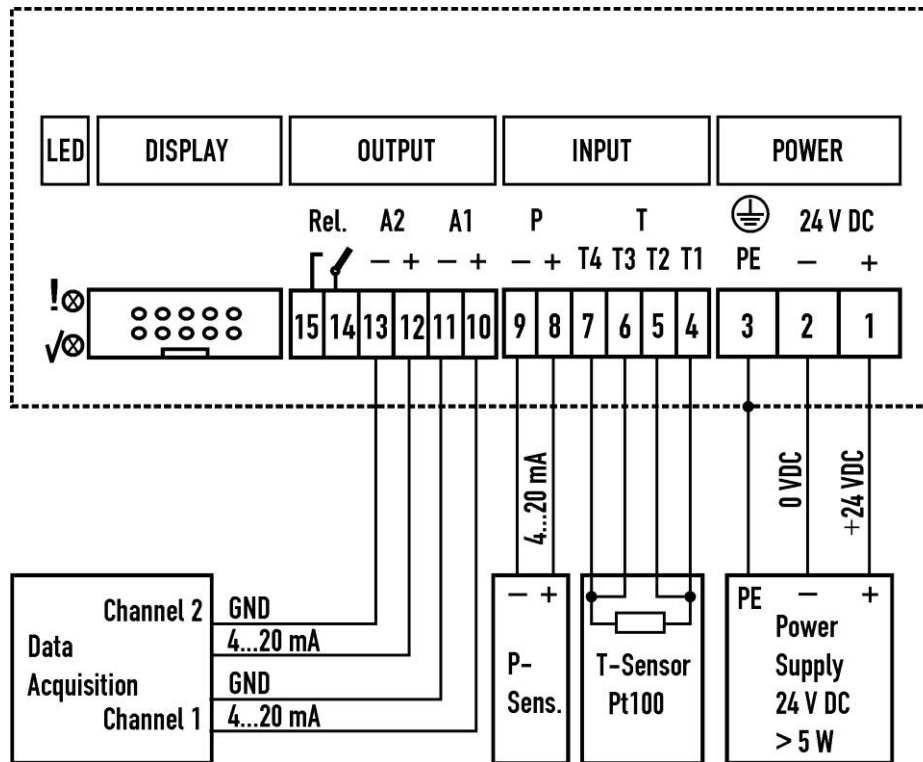 LED DISPLAY OUTPUT INPUT POWER
Rel. A2 A1 P T 24 V DC
− + − + − + T4 T3 T2 T1 PE − +
!
√
15 14 13 12 11 10 9 8 7 6 5 4 3 2 1
4...20 mA
0 VDC
+24 VDC
Channel 2
Data
Acquisition
Channel 1
GND
4...20 mA
GND
4...20 mA
− +
P-
Sens.
T-Sensor
Pt100
PE − +
Power
Supply
24 V DC
> 5 W